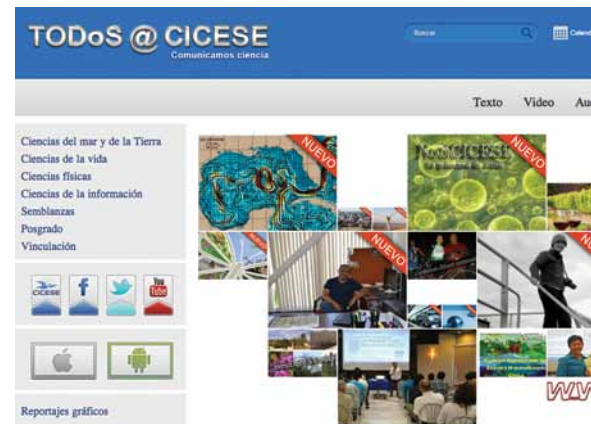 TODoS @ CICESE
Comunicamos ciencia
Buscar
Texto Video
Ciencias del mar y de la Tierra
Ciencias de la vida
Ciencias físicas
Ciencias de la información
Semblanzas
Posgrado
Vinculación
NUEVO
NotiCICESE
NUEVO
NUEVO
NUEVO
CICESE
You Tube
Reportajes gráficos